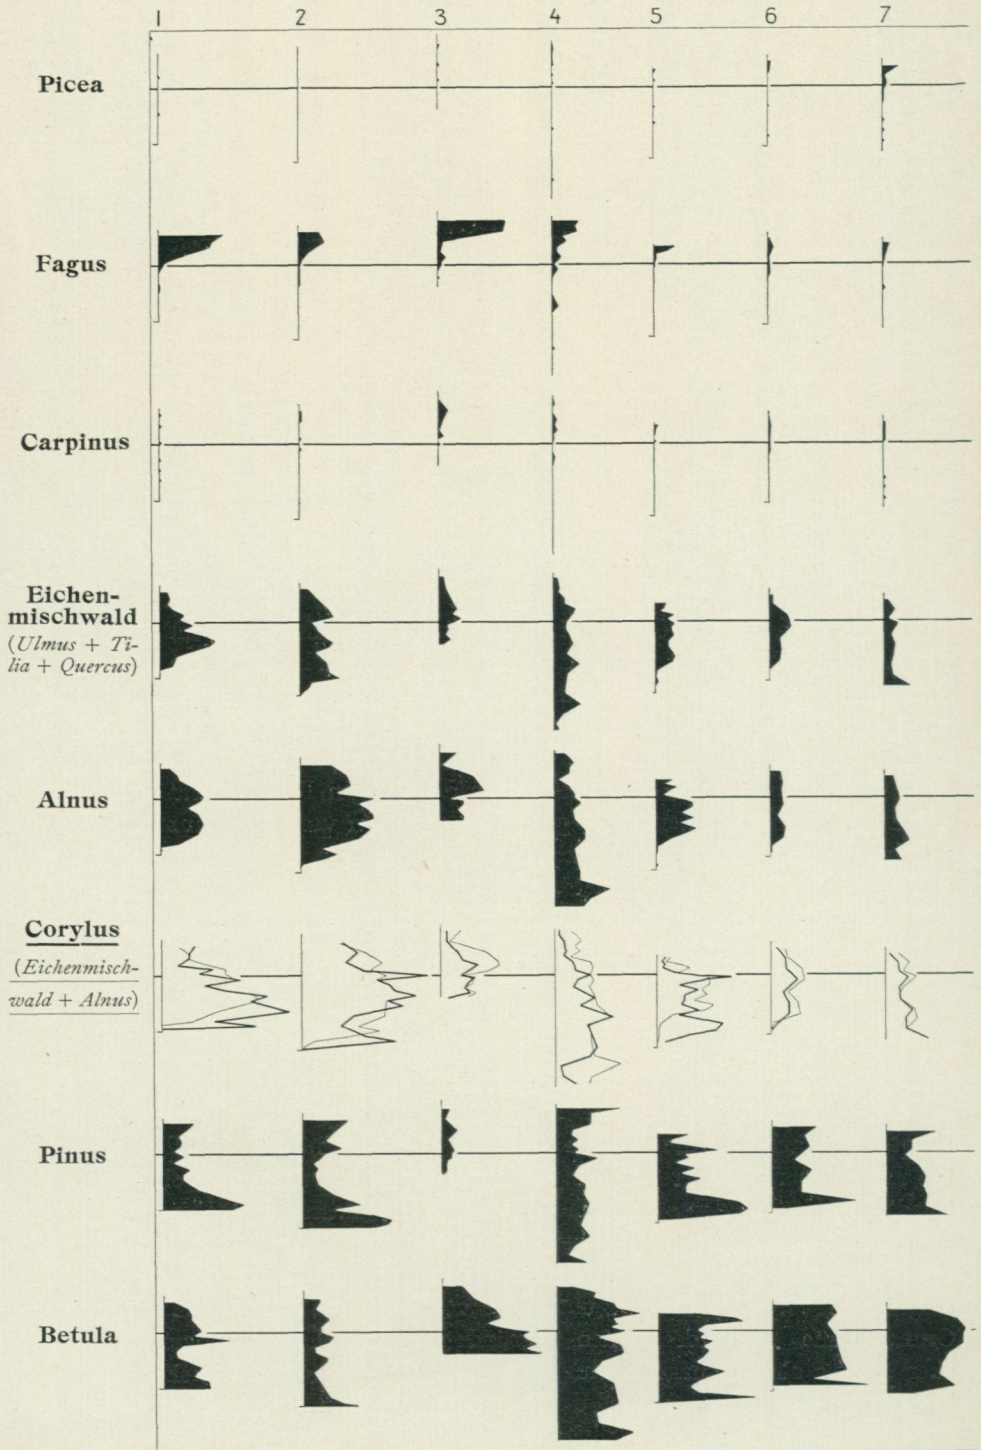 1 2 3 4 5 6 7
Picea
Fagus
Carpinus
Eichen-
mischwald
(Ulmus + Ti-
lia + Quercus)
Alnus
Corylus
(Eichenmisch-
wald + Alnus)
Pinus
Betula